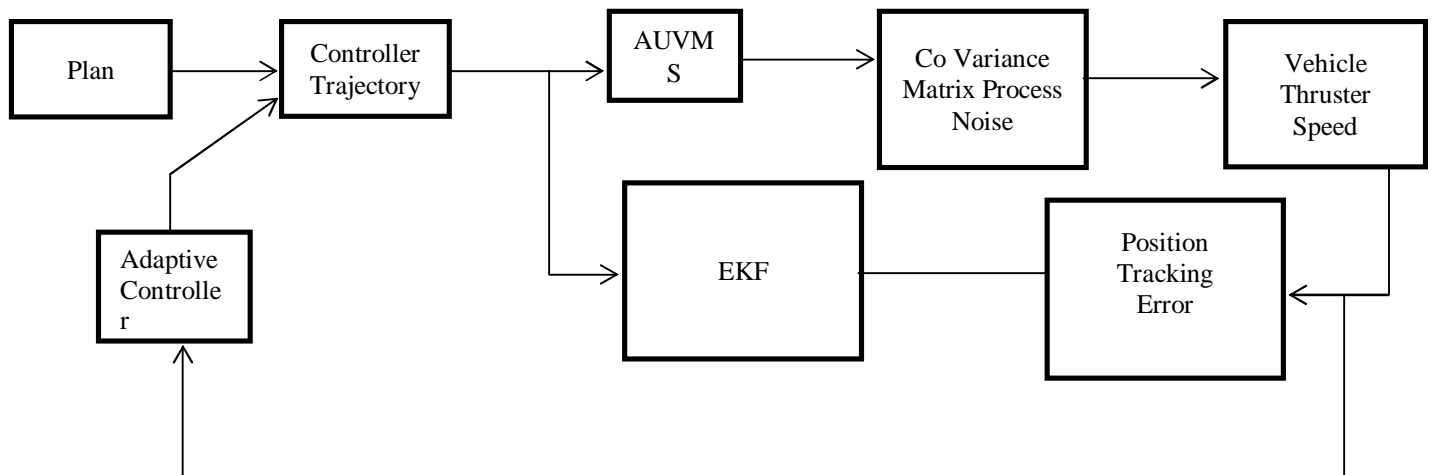 Plan
Controller
Trajectory
AUVM
S
Co Variance
Matrix Process
Noise
Vehicle
Thruster
Speed
Adaptive
Controlle
r
EKF
Position
Tracking
Error